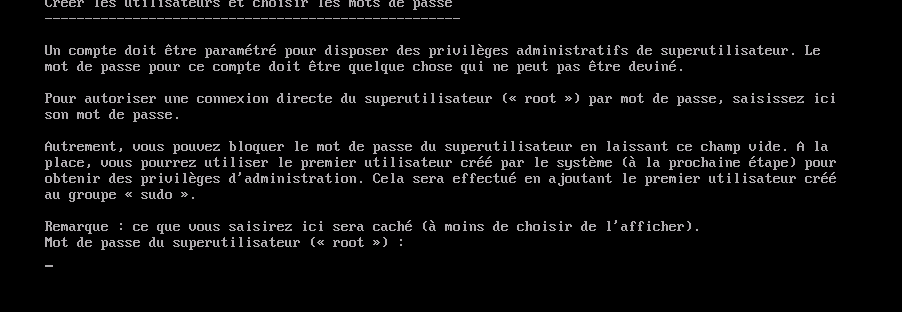 Créer les utilisateurs et choisir les mots de passe
----------------------------------------------------
Un compte doit être paramétré pour disposer des privilèges administratifs de superutilisateur. Le
mot de passe pour ce compte doit être quelque chose qui ne peut pas être deviné.
Pour autoriser une connexion directe du superutilisateur (« root ») par mot de passe, saisissez ici
son mot de passe.
Autrement, vous pouvez bloquer le mot de passe du superutilisateur en laissant ce champ vide. A la
place, vous pourrez utiliser le premier utilisateur créé par le système (à la prochaine étape) pour
obtenir des privilèges d'administration. Cela sera effectué en ajoutant le premier utilisateur créé
au groupe « sudo ».
Remarque : ce que vous saisirez ici sera caché (à moins de choisir de l'afficher).
Mot de passe du superutilisateur (« root ») :